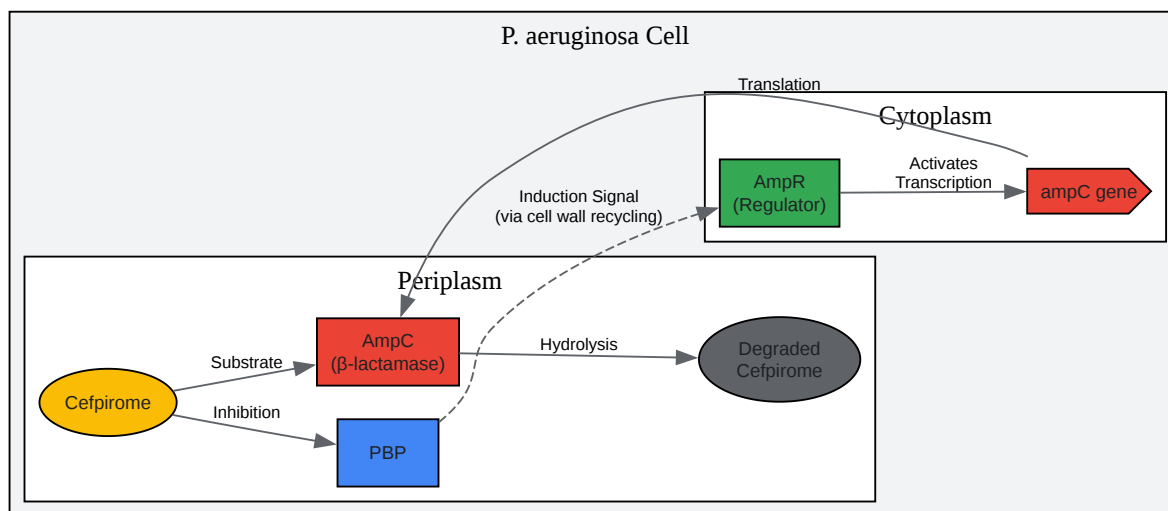 P. aeruginosa Cell
Translation
Cytoplasm
AmpR
(Regulator)
Activates
Transcription
ampC gene
Induction Signal
(via cell wall recycling)
Periplasm
AmpC
(β-lactamase)
Hydrolysis
Degraded
Cefpirome
Substrate
Cefpirome
Inhibition
PBP